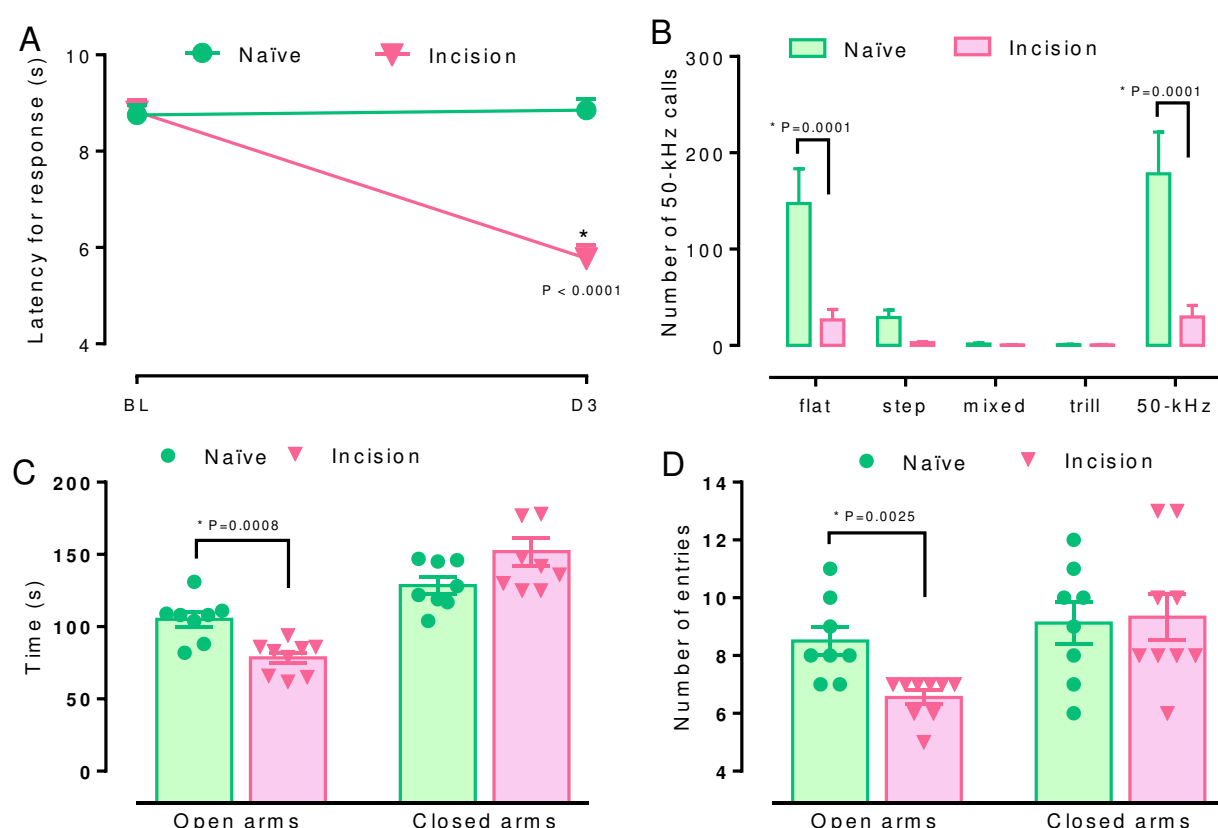 A
Naïve
Incision
Latency for response (s)
10
8
6
4
*
P < 0.0001
BL
D3
B
Naïve
Incision
Number of 50-kHz calls
300
200
100
0
* P=0.0001
* P=0.0001
flat
step
mixed
trill
50-kHz
C
Naïve
Incision
Time (s)
200
150
100
50
0
* P=0.0008
Open arms
Closed arms
D
Naïve
Incision
Number of entries
14
12
10
8
6
4
* P=0.0025
Open arms
Closed arms